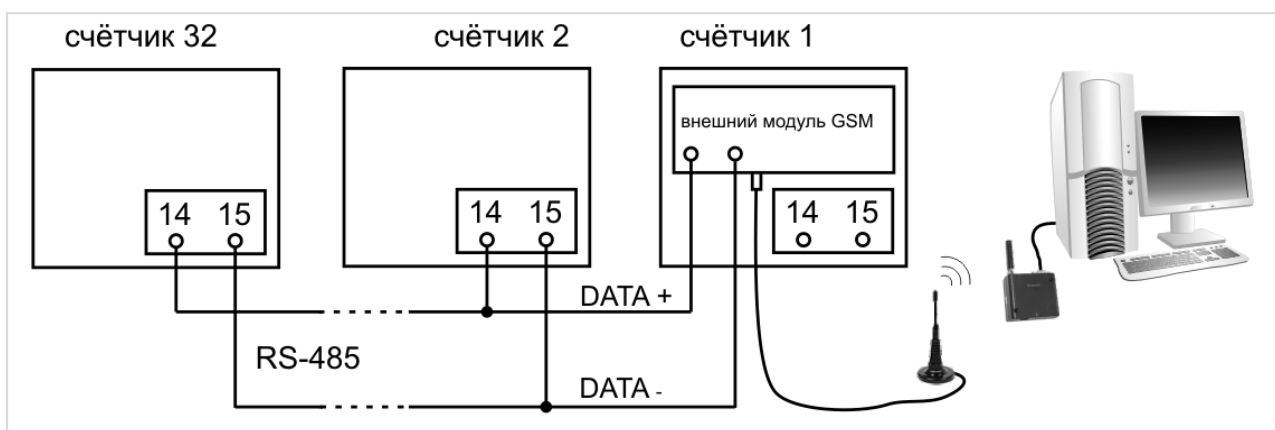 счётчик 32
счётчик 2
счётчик 1
внешний модуль GSM
14 15
14 15
14 15
DATA +
RS-485
DATA -